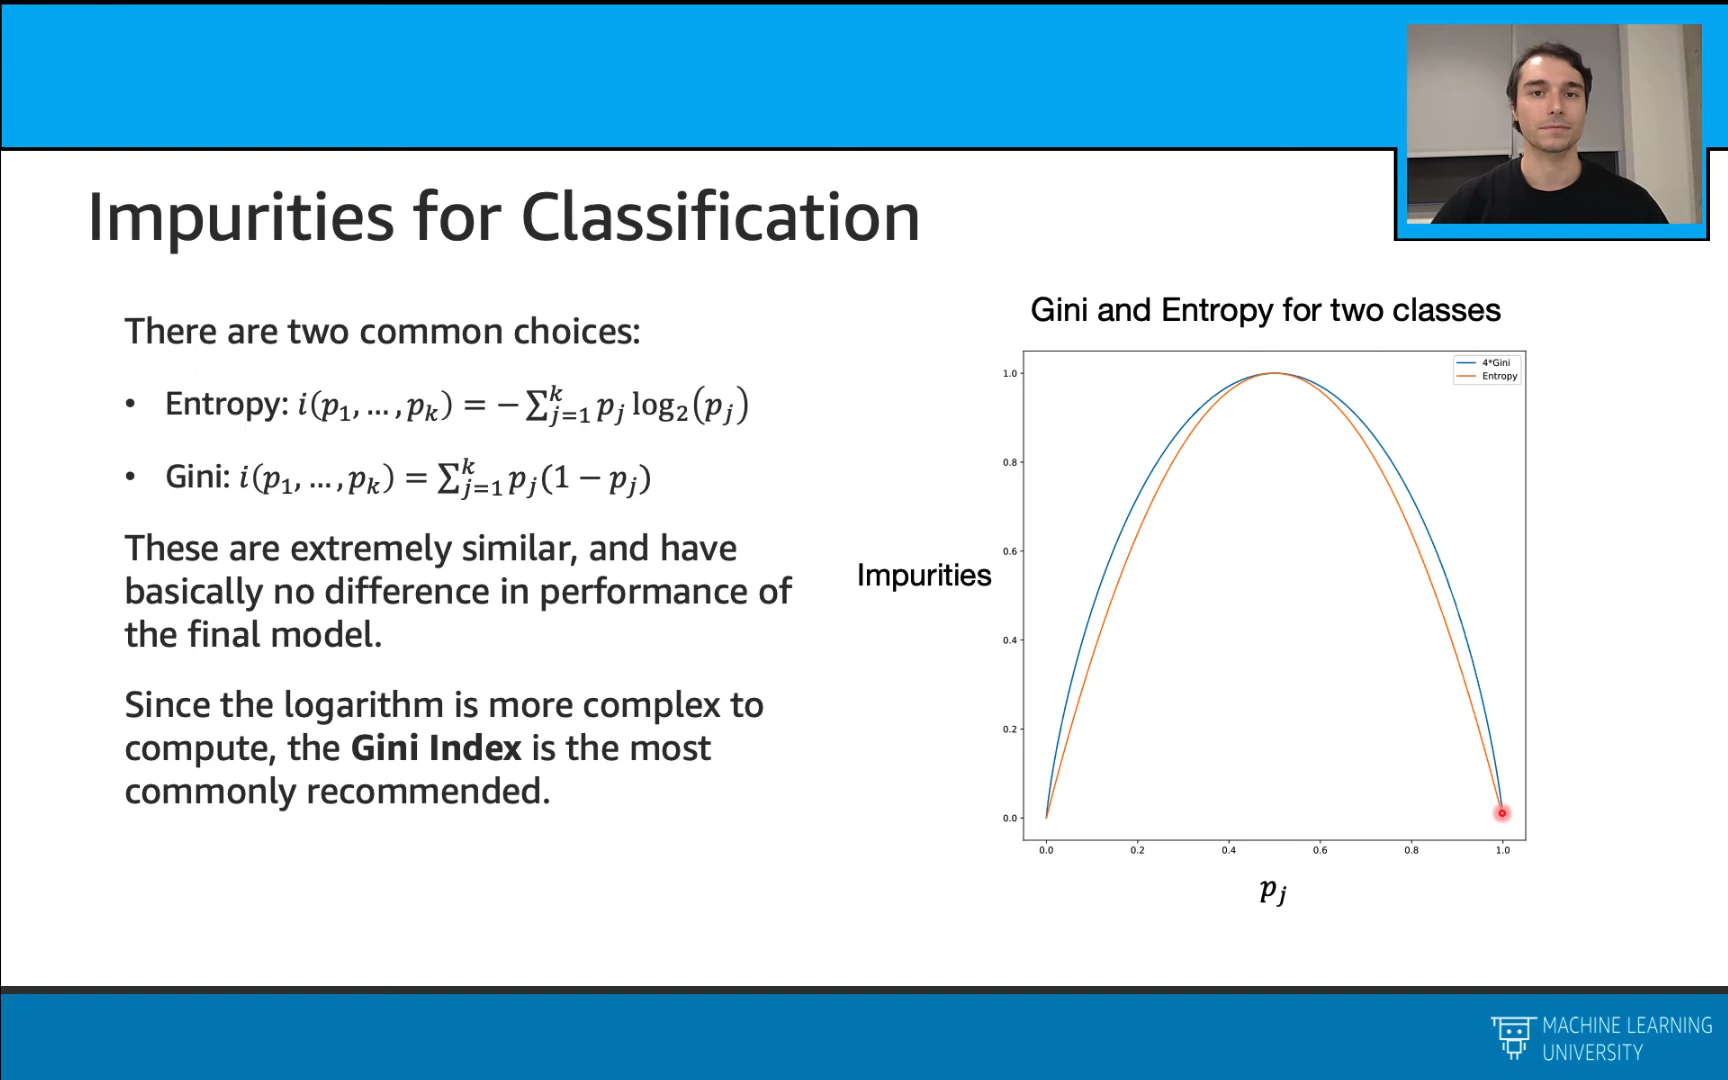 Impurities for Classification
There are two common choices:
• Entropy: i(p₁, …, pₖ) = −∑ᵏⱼ₌₁ pⱼ log₂(pⱼ)
• Gini: i(p₁, …, pₖ) = ∑ᵏⱼ₌₁ pⱼ(1 − pⱼ)
These are extremely similar, and have
basically no difference in performance of
the final model.
Since the logarithm is more complex to
compute, the Gini Index is the most
commonly recommended.
Gini and Entropy for two classes
4*Gini
Entropy
Impurities
1.0
0.8
0.6
0.4
0.2
0.0
0.0 0.2 0.4 0.6 0.8 1.0
pⱼ
MACHINE LEARNING
UNIVERSITY